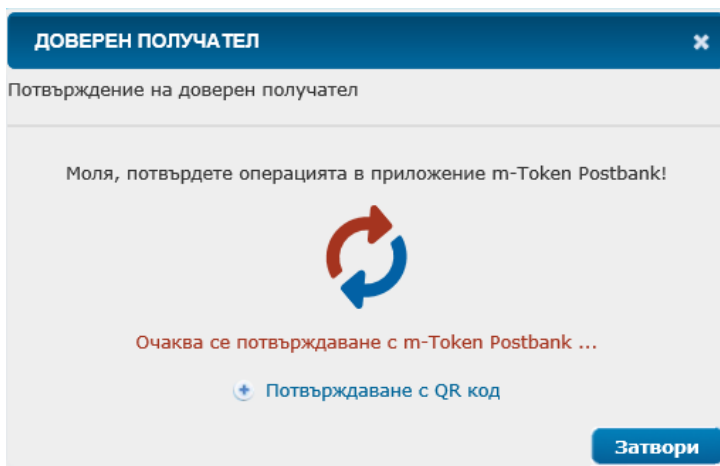 ДОВЕРЕН ПОЛУЧАТЕЛ
Потвърждение на доверен получател
Моля, потвърдете операцията в приложение m-Token Postbank!
Очаква се потвърждаване с m-Token Postbank ...
Потвърждаване с QR код
Затвори